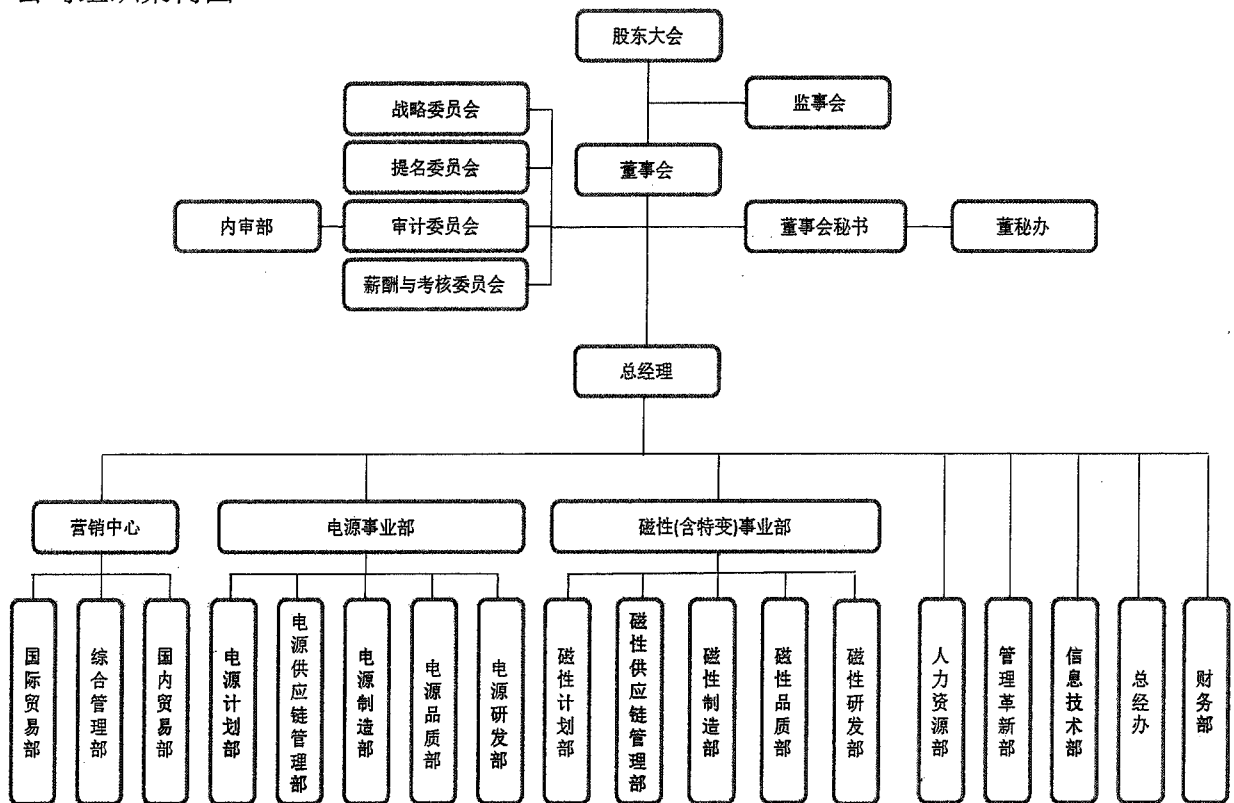 股东大会
监事会
战略委员会
提名委员会
董事会
内审部
审计委员会
董事会秘书
董秘办
薪酬与考核委员会
总经理
营销中心
电源事业部
磁性(含特变)事业部
国际贸易部
综合管理部
国内贸易部
电源计划部
电源供应链管理部
电源制造部
电源品质部
电源研发部
磁性计划部
磁性供应链管理部
磁性制造部
磁性品质部
磁性研发部
人力资源部
管理革新部
信息技术部
总经办
财务部